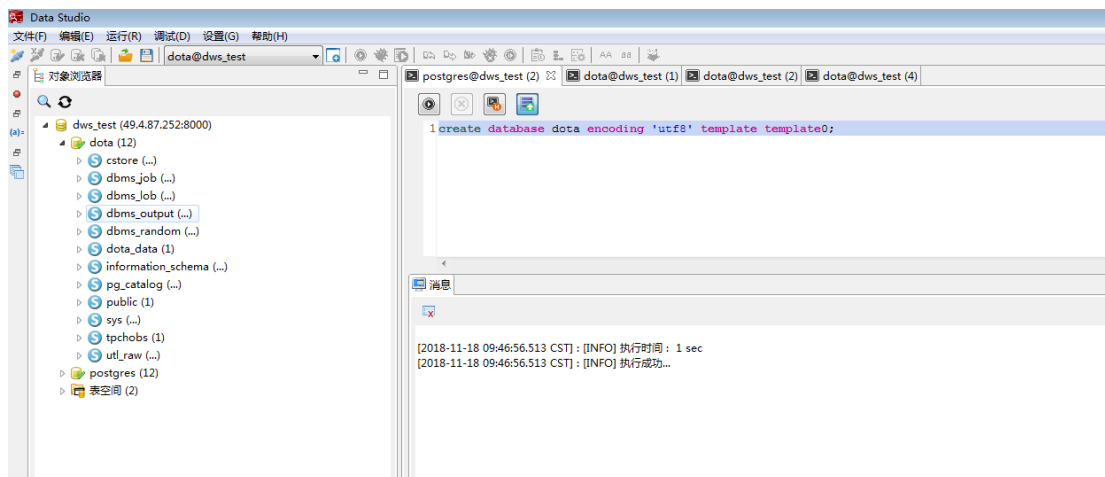 Data Studio
文件(F) 编辑(E) 运行(R) 调试(D) 设置(G) 帮助(H)
dota@dws_test
对象浏览器
dws_test (49.4.87.252:8000)
dota (12)
cstore (...)
dbms_job (...)
dbms_lob (...)
dbms_output (...)
dbms_random (...)
dota_data (1)
information_schema (...)
pg_catalog (...)
public (1)
sys (...)
tpchobs (1)
utl_raw (...)
postgres (12)
表空间 (2)
postgres@dws_test (2) dota@dws_test (1) dota@dws_test (2) dota@dws_test (4)
1 create database dota encoding 'utf8' template template0;
消息
[2018-11-18 09:46:56.513 CST] : [INFO] 执行时间 : 1 sec
[2018-11-18 09:46:56.513 CST] : [INFO] 执行成功...